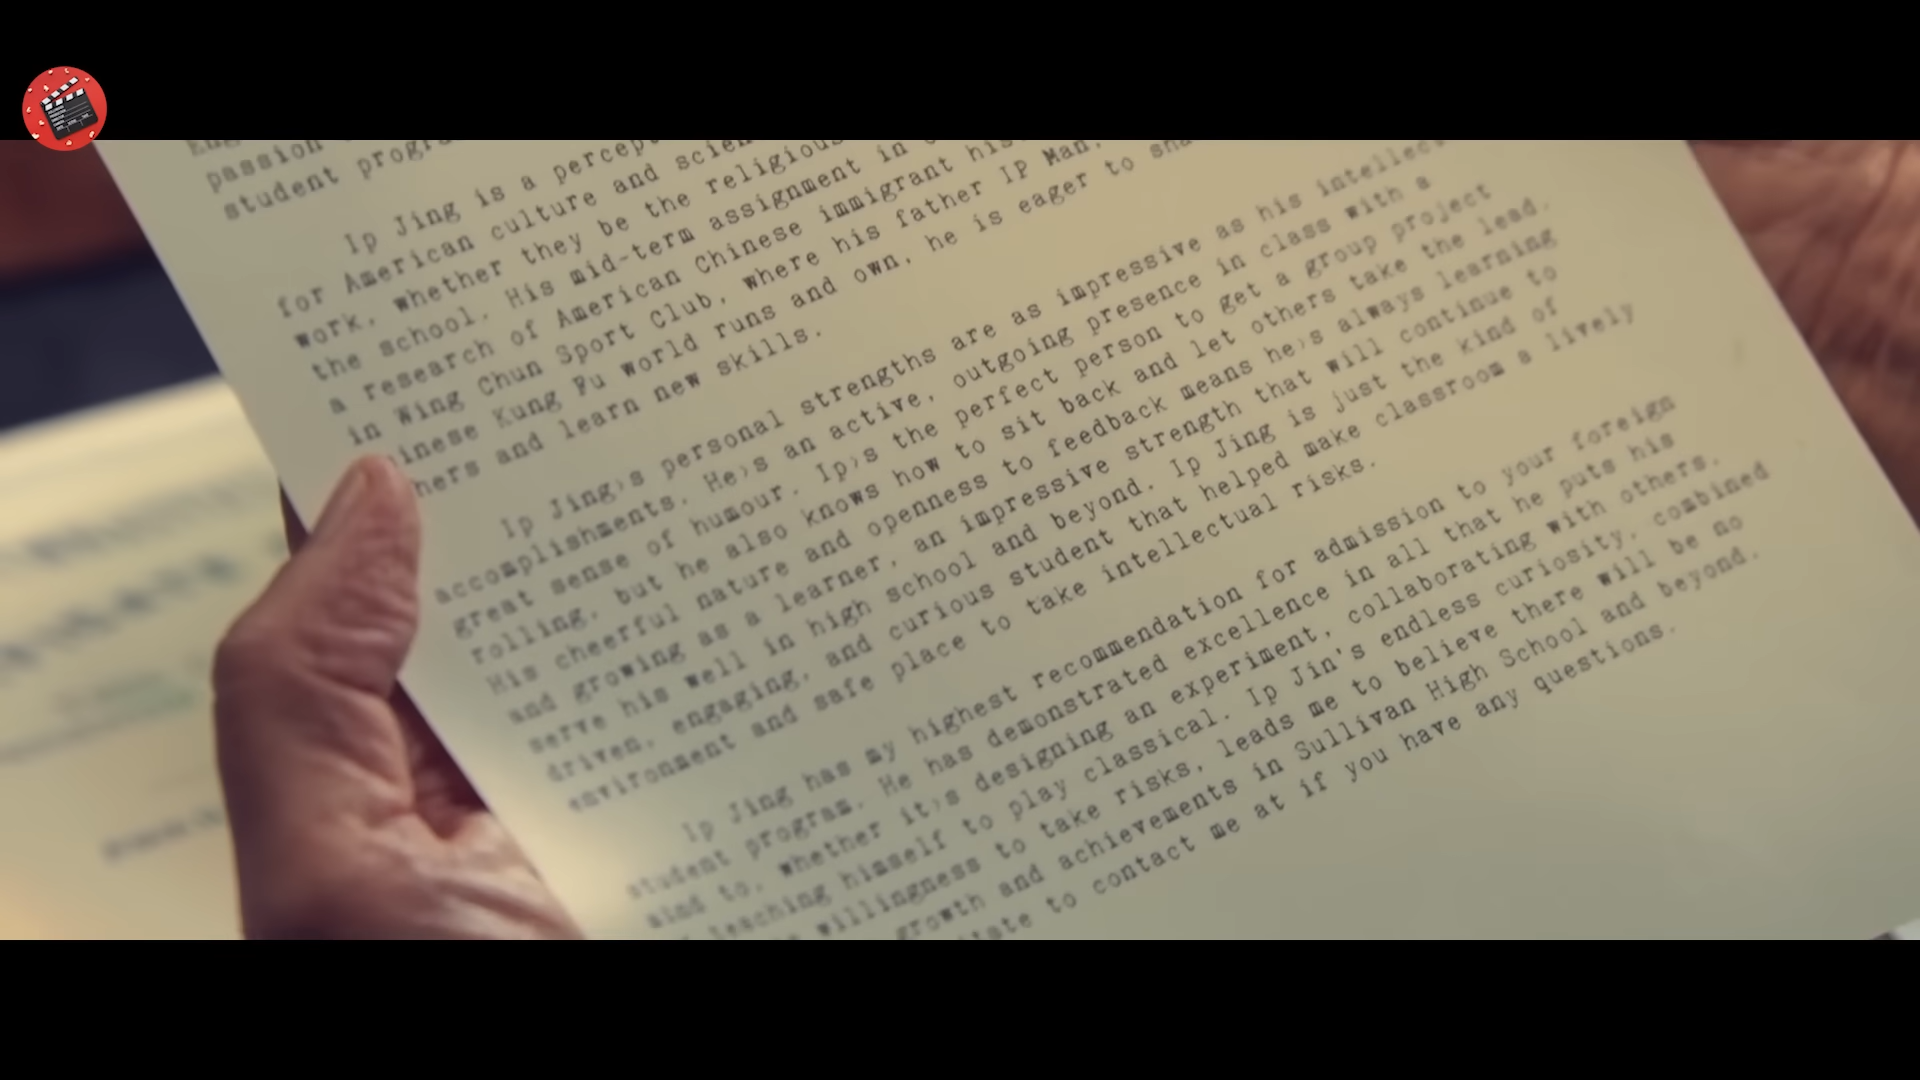 passion
student progr
Ip Jing is a percept
for American culture and scien
work, whether they be the religious
the school. His mid-term assignment in
a research of American Chinese immigrant his
in Wing Chun Sport Club, where his father IP Man,
inese Kung Fu world runs and own, he is eager to sha
hers and learn new skills.
Ip Jing›s personal strengths are as impressive as his intellec
accomplishments. He›s an active, outgoing presence in class with a
great sense of humour. Ip›s the perfect person to get a group project
rolling, but he also knows how to sit back and let others take the lead.
His cheerful nature and openness to feedback means he›s always learning
and growing as a learner, an impressive strength that will continue to
serve his well in high school and beyond. Ip Jing is just the kind of
driven, engaging, and curious student that helped make classroom a lively
environment and safe place to take intellectual risks.
Ip Jing has my highest recommendation for admission to your foreign
student program. He has demonstrated excellence in all that he puts his
mind to, whether it›s designing an experiment, collaborating with others,
teaching himself to play classical. Ip Jin's endless curiosity, combined
willingness to take risks, leads me to believe there will be no
growth and achievements in Sullivan High School and beyond.
itate to contact me at if you have any questions.